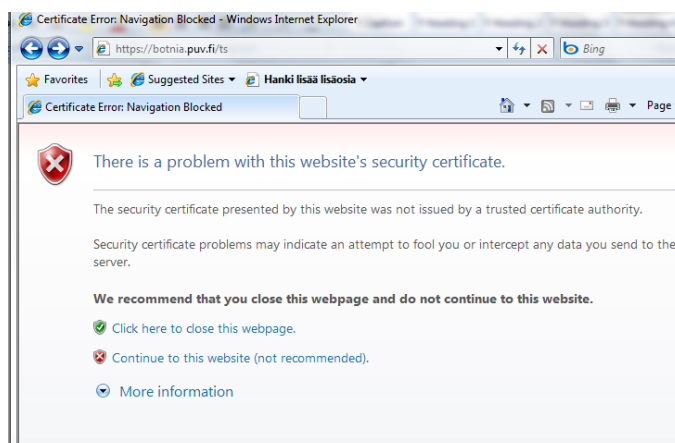 Certificate Error: Navigation Blocked - Windows Internet Explorer
https://botnia.puv.fi/ts
Bing
Favorites Suggested Sites Hanki lisää lisäosia
Certificate Error: Navigation Blocked Page
There is a problem with this website's security certificate.
The security certificate presented by this website was not issued by a trusted certificate authority.
Security certificate problems may indicate an attempt to fool you or intercept any data you send to the
server.
We recommend that you close this webpage and do not continue to this website.
Click here to close this webpage.
Continue to this website (not recommended).
More information